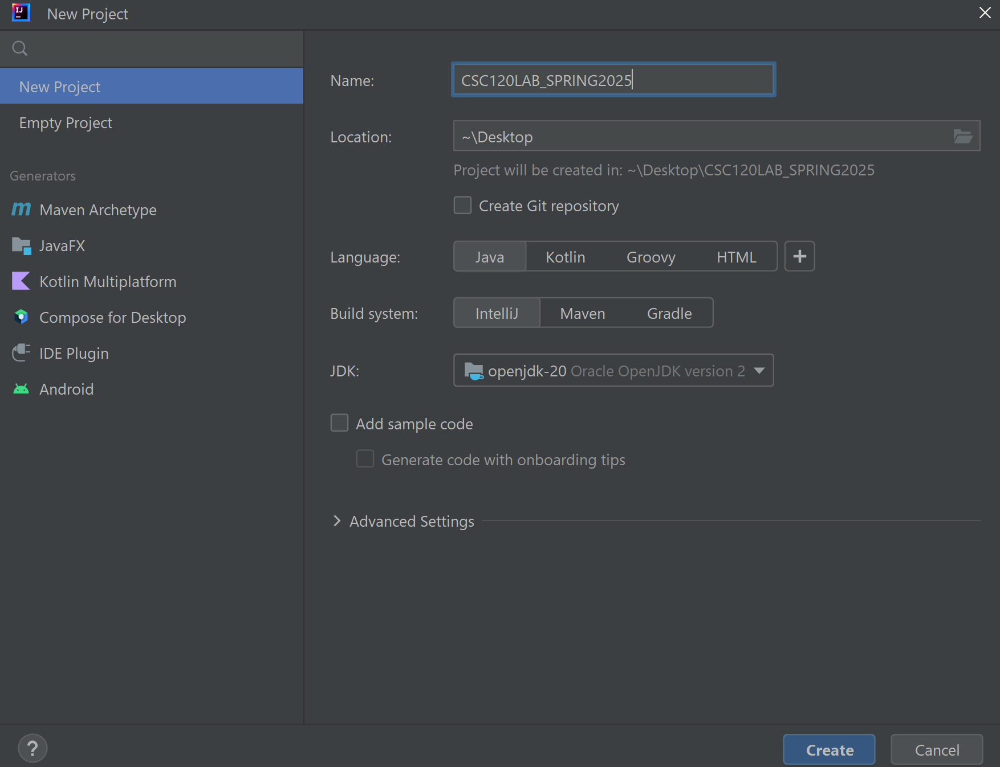 New Project
New Project
Empty Project
Generators
Maven Archetype
JavaFX
Kotlin Multiplatform
Compose for Desktop
IDE Plugin
Android
Name: CSC120LAB_SPRING2025
Location: ~\Desktop
Project will be created in: ~\Desktop\CSC120LAB_SPRING2025
Create Git repository
Language: Java Kotlin Groovy HTML +
Build system: IntelliJ Maven Gradle
JDK: openjdk-20 Oracle OpenJDK version 2
Add sample code
Generate code with onboarding tips
Advanced Settings
? Create Cancel